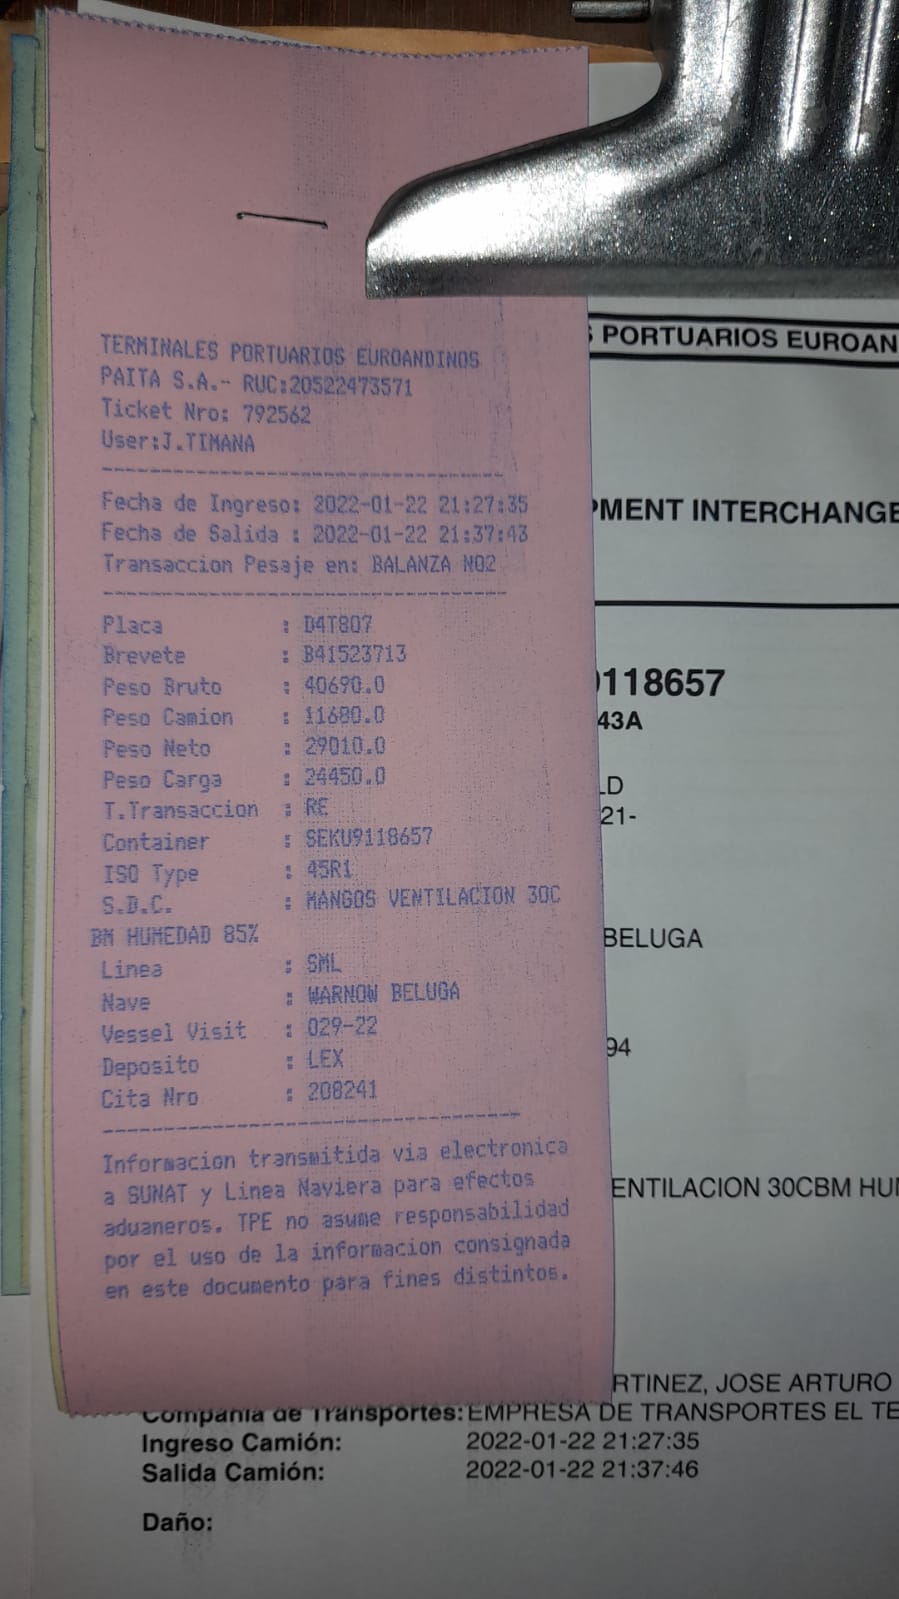 TERMINALES PORTUARIOS EUROANDINOS
PAITA S.A.- RUC:20522473571
Ticket Nro: 792562
User:J.TIMANA
Fecha de Ingreso: 2022-01-22 21:27:35
Fecha de Salida : 2022-01-22 21:37:43
Transaccion Pesaje en: BALANZA NO2
Placa : D4T807
Brevete : B41523713
Peso Bruto : 40690.0
Peso Camion : 11680.0
Peso Neto : 29010.0
Peso Carga : 24450.0
T.Transaccion : RE
Container : SEKU9118657
ISO Type : 45R1
S.D.C. : MANGOS VENTILACION 30C
BM HUMEDAD 85%
Linea : SML
Nave : WARNOW BELUGA
Vessel Visit : 029-22
Deposito : LEX
Cita Nro : 208241
Informacion transmitida via electronica
a SUNAT y Linea Naviera para efectos
aduaneros. TPE no asume responsabilidad
por el uso de la informacion consignada
en este documento para fines distintos.
S PORTUARIOS EUROAN
PMENT INTERCHANGE
9118657
43A
LD
21-
BELUGA
94
ENTILACION 30CBM HU
RTINEZ, JOSE ARTURO
Compañia de Transportes: EMPRESA DE TRANSPORTES EL TE
Ingreso Camión: 2022-01-22 21:27:35
Salida Camión: 2022-01-22 21:37:46
Daño: